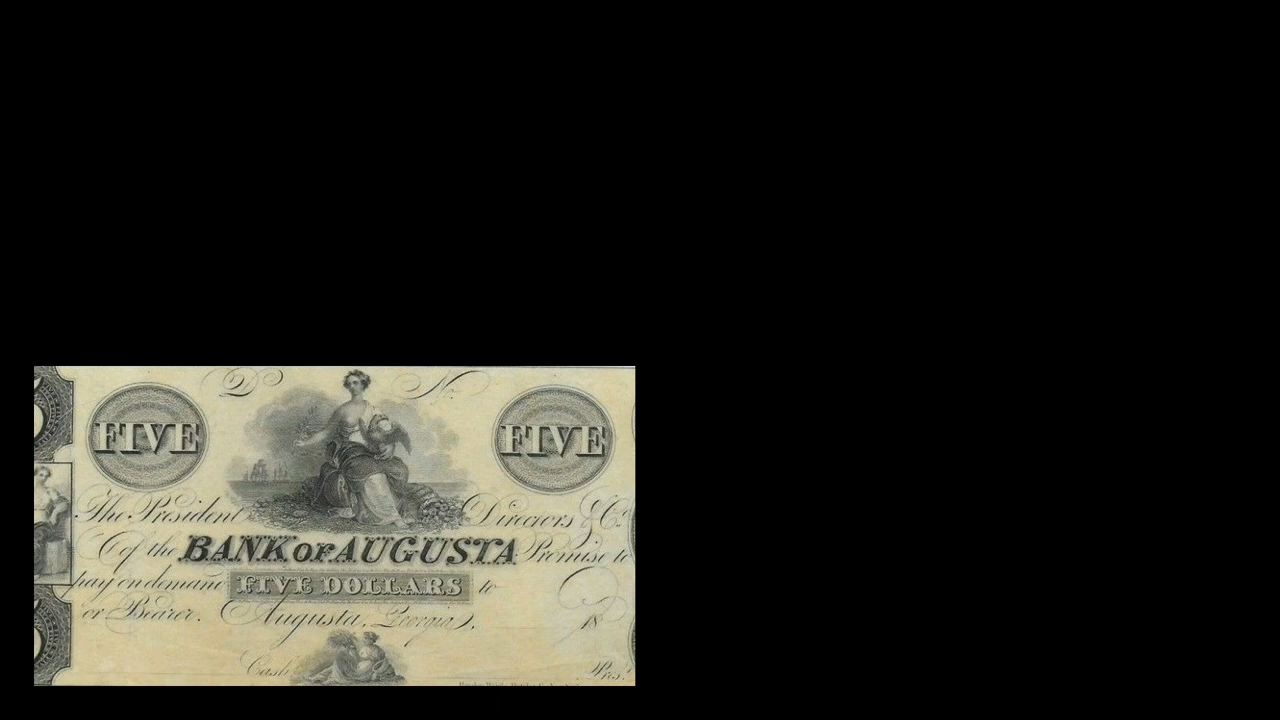 D No.
FIVE FIVE
The President Directors & Co.
of the BANK OF AUGUSTA Promise to
pay on demand FIVE DOLLARS to
or Bearer. Augusta, Georgia, 18
Cash Pres.